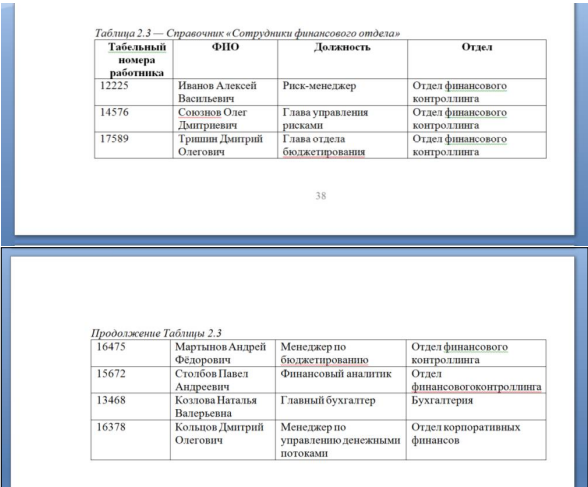 Таблица 2.3 — Справочник «Сотрудники финансового отдела»
Табельный номера работника ФИО Должность Отдел
12225 Иванов Алексей Васильевич Риск-менеджер Отдел финансового контроллинга
14576 Союзнов Олег Дмитриевич Глава управления рисками Отдел финансового контроллинга
17589 Тришин Дмитрий Олегович Глава отдела бюджетирования Отдел финансового контроллинга
38
Продолжение Таблицы 2.3
16475 Мартынов Андрей Фёдорович Менеджер по бюджетированию Отдел финансового контроллинга
15672 Столбов Павел Андреевич Финансовый аналитик Отдел финансовогоконтроллинга
13468 Козлова Наталья Валерьевна Главный бухгалтер Бухгалтерия
16378 Кольцов Дмитрий Олегович Менеджер по управлению денежными потоками Отдел корпоративных финансов